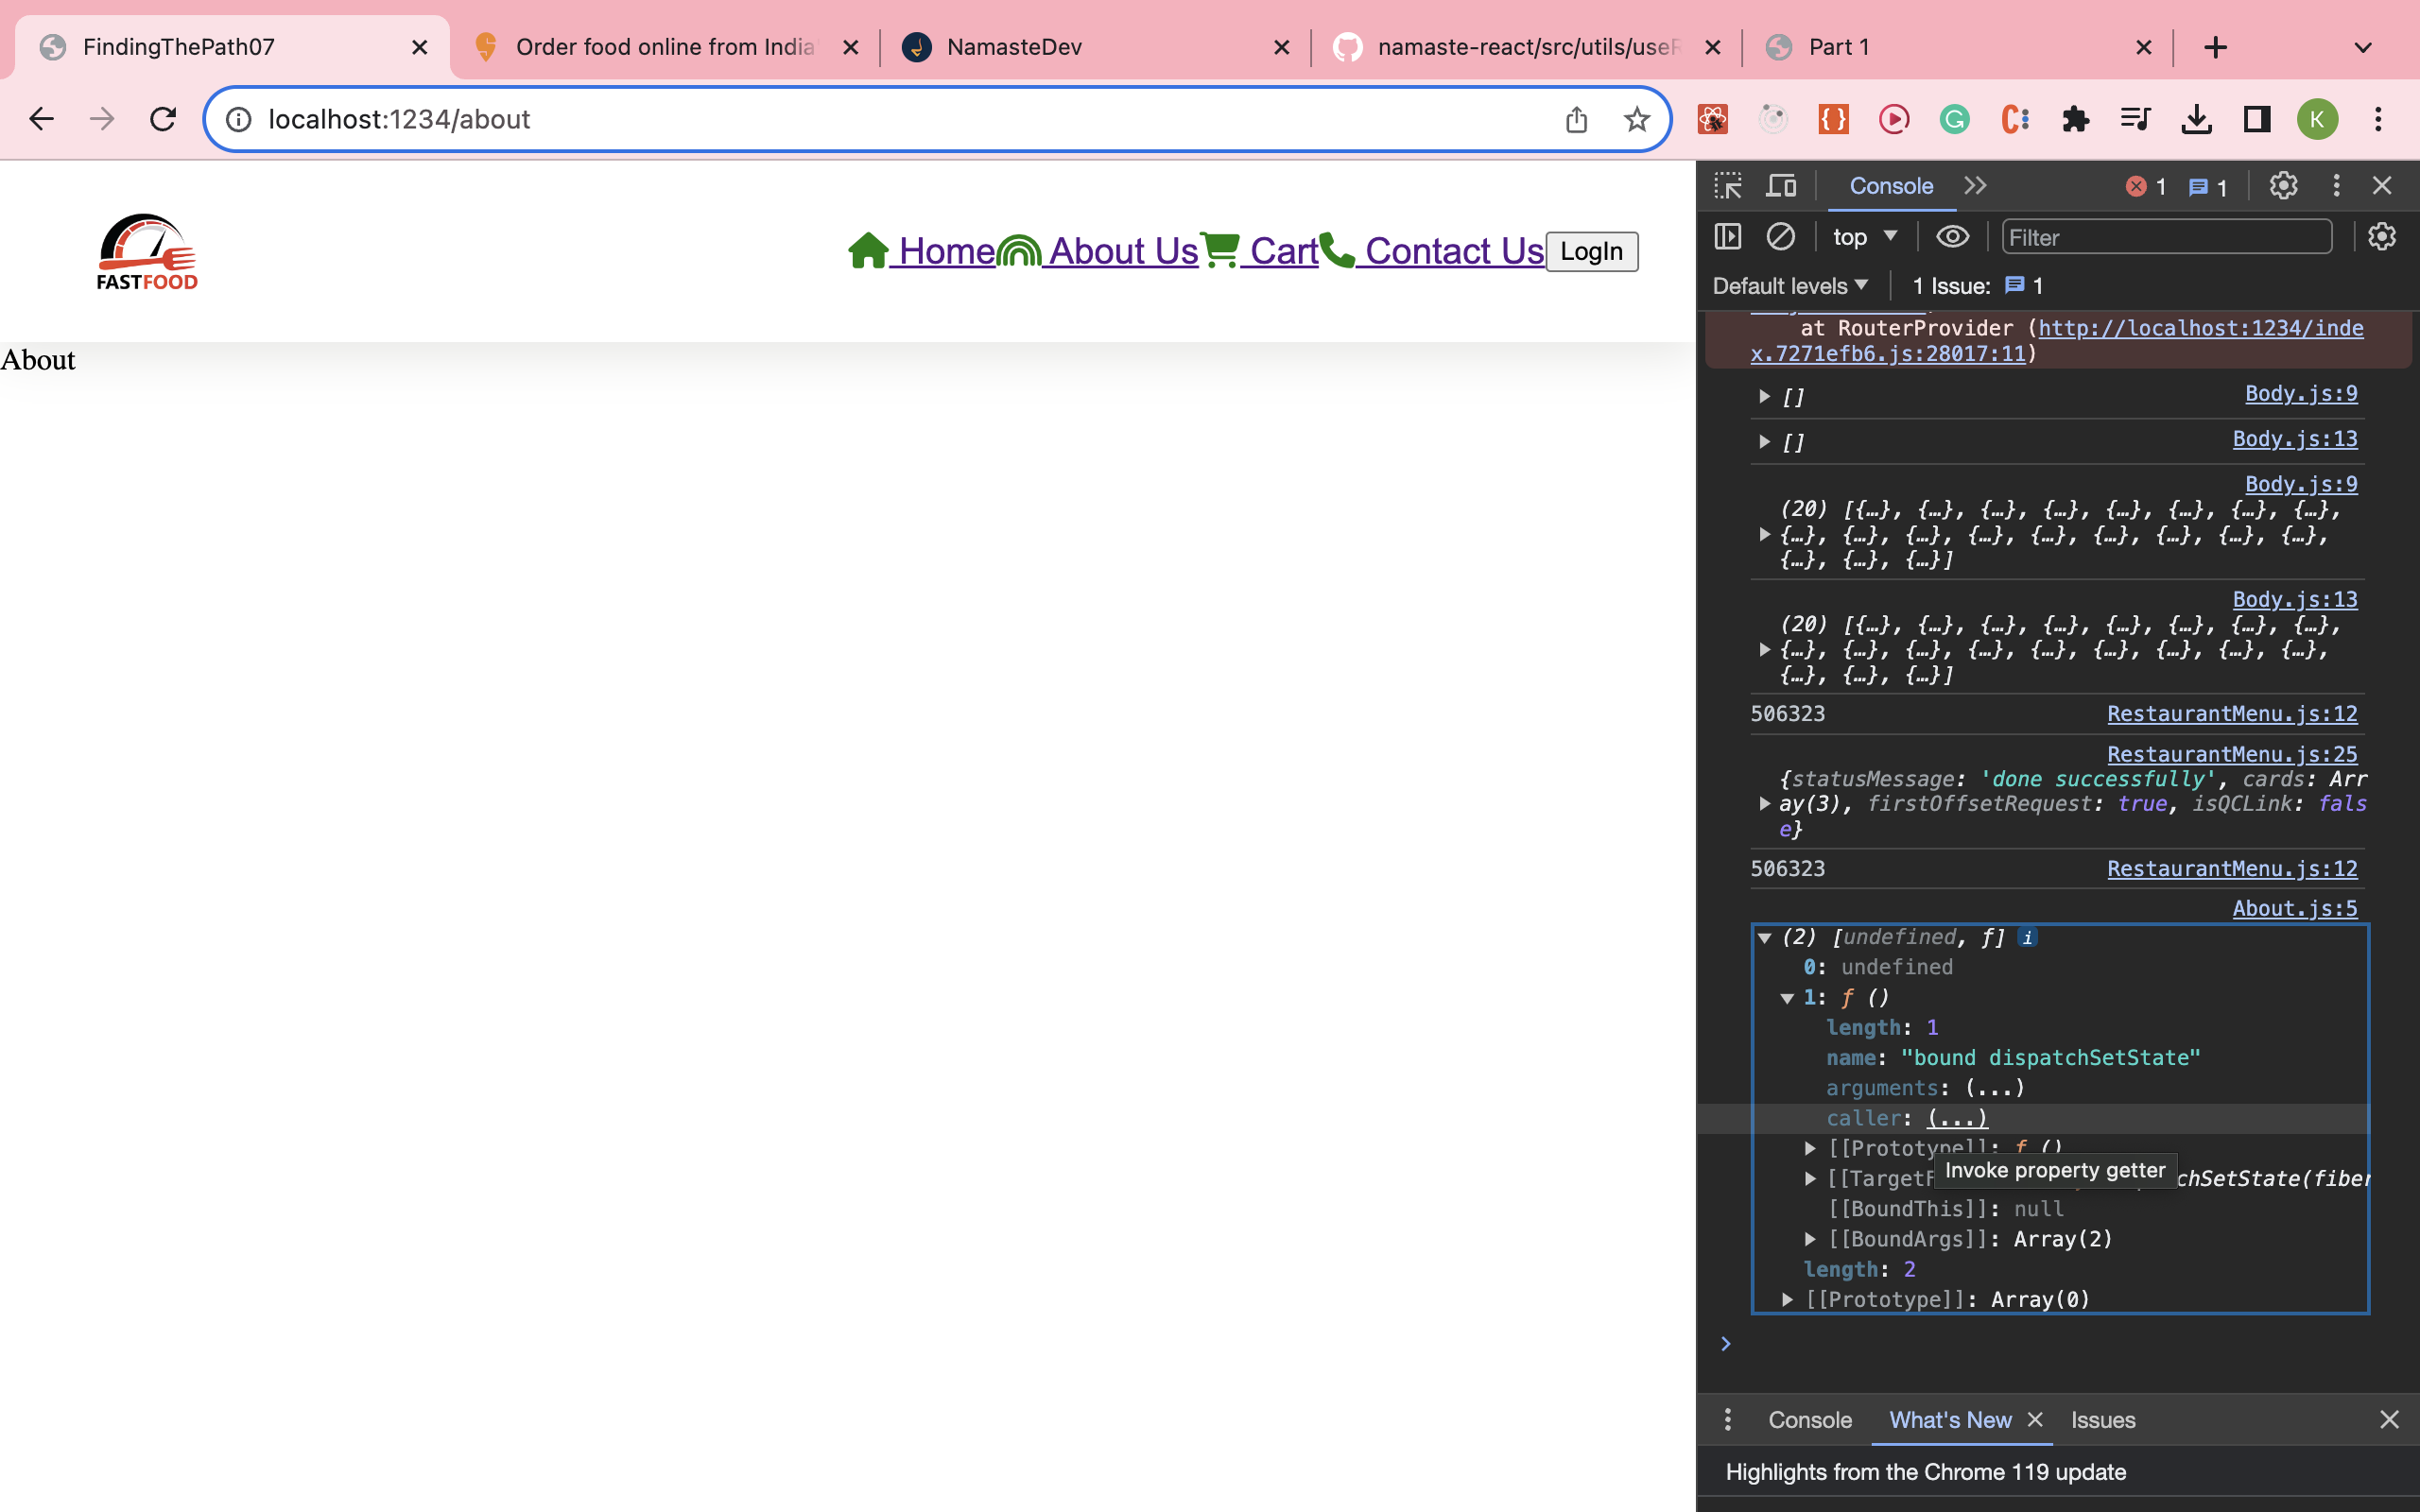 FindingThePath07
Order food online from India'
NamasteDev
namaste-react/src/utils/useR
Part 1
localhost:1234/about
K
FASTFOOD
Home About Us Cart Contact Us LogIn
About
Console
1
1
top
Filter
Default levels
1 Issue:
1
at RouterProvider (http://localhost:1234/inde
x.7271efb6.js:28017:11)
[]
Body.js:9
[]
Body.js:13
Body.js:9
(20) [{…}, {…}, {…}, {…}, {…}, {…}, {…}, {…},
{…}, {…}, {…}, {…}, {…}, {…}, {…}, {…}, {…},
{…}, {…}, {…}]
Body.js:13
(20) [{…}, {…}, {…}, {…}, {…}, {…}, {…}, {…},
{…}, {…}, {…}, {…}, {…}, {…}, {…}, {…}, {…},
{…}, {…}, {…}]
506323
RestaurantMenu.js:12
RestaurantMenu.js:25
{statusMessage: 'done successfully', cards: Arr
ay(3), firstOffsetRequest: true, isQCLink: fals
e}
506323
RestaurantMenu.js:12
About.js:5
(2) [undefined, ƒ] i
0: undefined
1: ƒ ()
length: 1
name: "bound dispatchSetState"
arguments: (...)
caller: (...)
[[Prototype]]: ƒ ()
Invoke property getter
[[TargetF
chSetState(fiber
[[BoundThis]]: null
[[BoundArgs]]: Array(2)
length: 2
[[Prototype]]: Array(0)
Console
What's New
Issues
Highlights from the Chrome 119 update